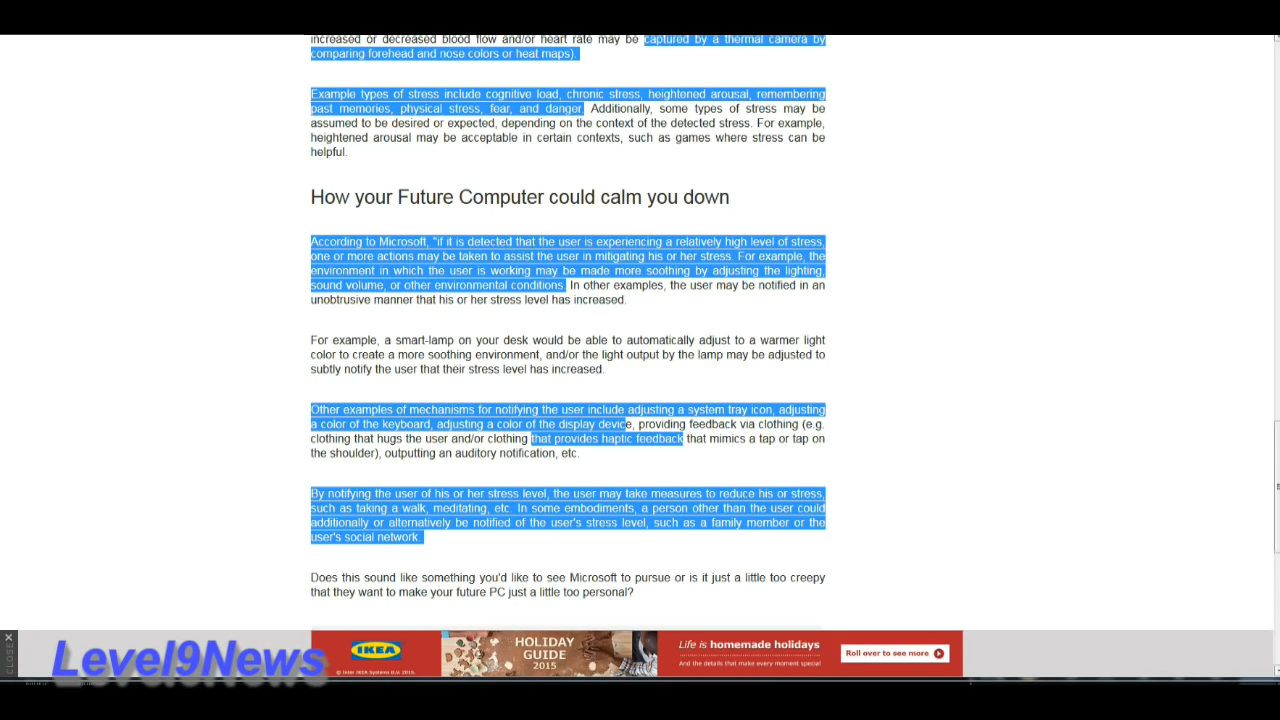 increased or decreased blood flow and/or heart rate may be captured by a thermal camera by
comparing forehead and nose colors or heat maps).
Example types of stress include cognitive load, chronic stress, heightened arousal, remembering
past memories, physical stress, fear, and danger. Additionally, some types of stress may be
assumed to be desired or expected, depending on the context of the detected stress. For example,
heightened arousal may be acceptable in certain contexts, such as games where stress can be
helpful.
How your Future Computer could calm you down
According to Microsoft, "if it is detected that the user is experiencing a relatively high level of stress,
one or more actions may be taken to assist the user in mitigating his or her stress. For example, the
environment in which the user is working may be made more soothing by adjusting the lighting,
sound volume, or other environmental conditions. In other examples, the user may be notified in an
unobtrusive manner that his or her stress level has increased.
For example, a smart-lamp on your desk would be able to automatically adjust to a warmer light
color to create a more soothing environment, and/or the light output by the lamp may be adjusted to
subtly notify the user that their stress level has increased.
Other examples of mechanisms for notifying the user include adjusting a system tray icon, adjusting
a color of the keyboard, adjusting a color of the display device, providing feedback via clothing (e.g.
clothing that hugs the user and/or clothing that provides haptic feedback that mimics a tap or tap on
the shoulder), outputting an auditory notification, etc.
By notifying the user of his or her stress level, the user may take measures to reduce his or stress,
such as taking a walk, meditating, etc. In some embodiments, a person other than the user could
additionally or alternatively be notified of the user's stress level, such as a family member or the
user's social network.
Does this sound like something you'd like to see Microsoft to pursue or is it just a little too creepy
that they want to make your future PC just a little too personal?
CLOSE X
Level9News
IKEA
© Inter IKEA Systems B.V. 2015.
HOLIDAY
GUIDE
2015
Life is homemade holidays
And the details that make every moment special
Roll over to see more